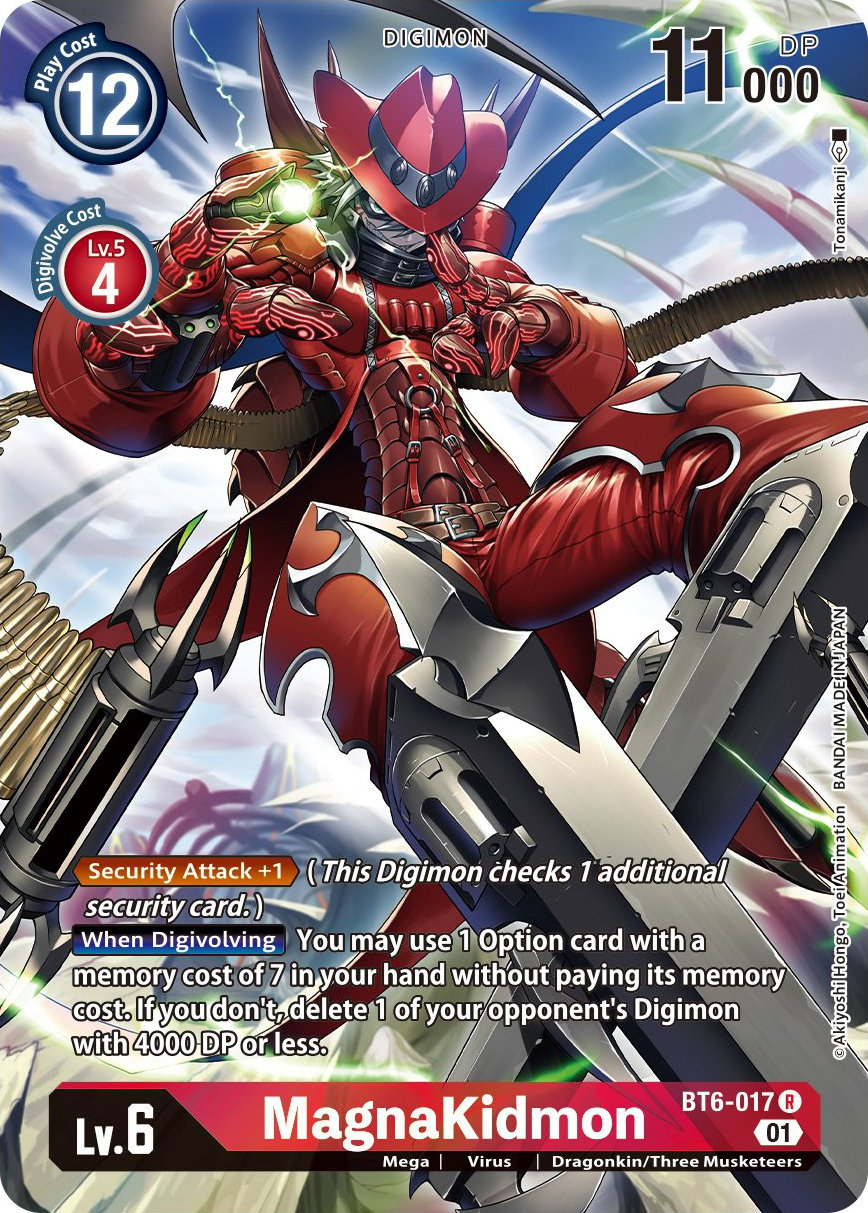 DIGIMON
Play Cost
12
11000
DP
Digivolve Cost
Lv.5
4
Tonamikanji
BANDAI MADE IN JAPAN
©Akiyoshi Hongo, Toei Animation
Security Attack +1 (This Digimon checks 1 additional
security card.)
When Digivolving You may use 1 Option card with a
memory cost of 7 in your hand without paying its memory
cost. If you don't, delete 1 of your opponent's Digimon
with 4000 DP or less.
Lv.6
MagnaKidmon
BT6-017 R
01
Mega | Virus | Dragonkin/Three Musketeers